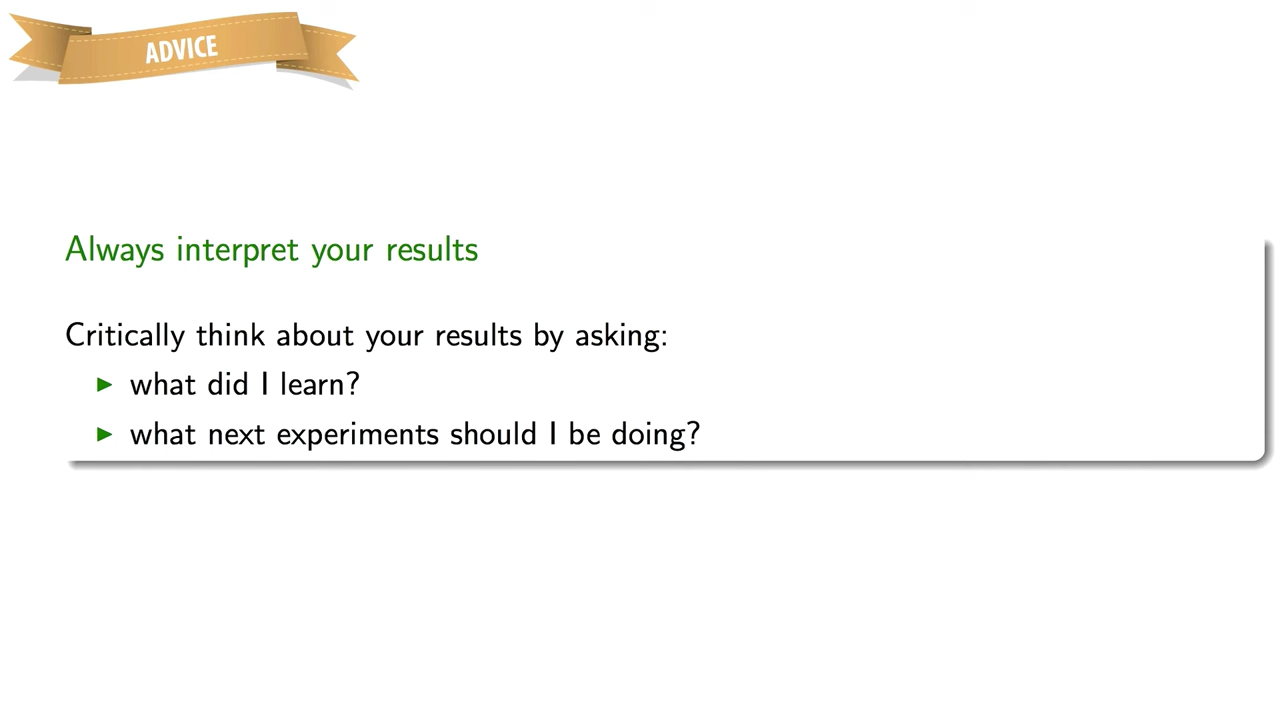 ADVICE
Always interpret your results
Critically think about your results by asking:
▶ what did I learn?
▶ what next experiments should I be doing?